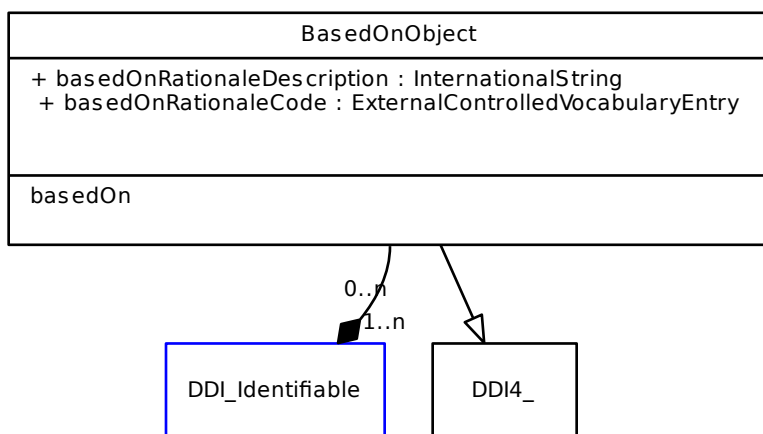 BasedOnObject
+ basedOnRationaleDescription : InternationalString
+ basedOnRationaleCode : ExternalControlledVocabularyEntry
basedOn
0..n
1..n
DDI_Identifiable
DDI4_